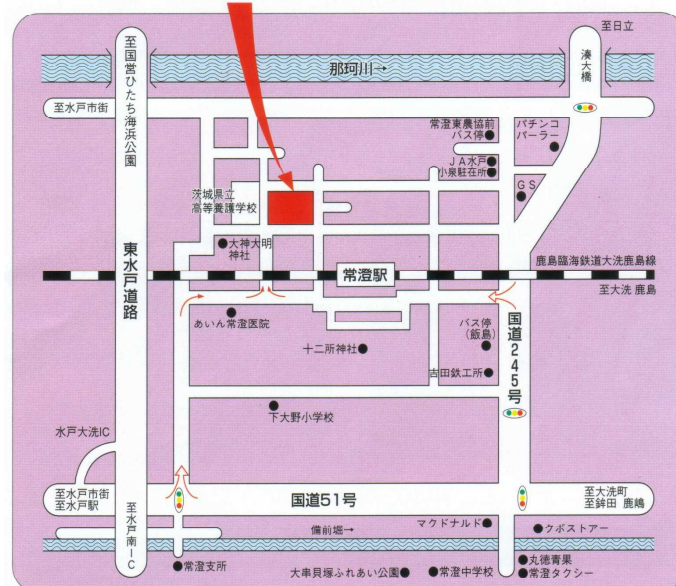 至日立
至国営ひたち海浜公園
那珂川→
湊大橋
至水戸市街
常澄東農協前
バス停
パチンコ
パーラー
JA水戸
小泉駐在所
GS
茨城県立
高等養護学校
大神大明
神社
東水戸道路
常澄駅
鹿島臨海鉄道大洗鹿島線
至大洗 鹿島
あいん常澄医院
バス停
(飯島)
国道245号
十二所神社
吉田鉄工所
下大野小学校
水戸大洗IC
至水戸市街
至水戸駅
国道51号
至大洗町
至鉾田 鹿嶋
至水戸南IC
備前堀→
マクドナルド
クボストアー
常澄支所
大串貝塚ふれあい公園
常澄中学校
丸徳青果
常澄タクシー